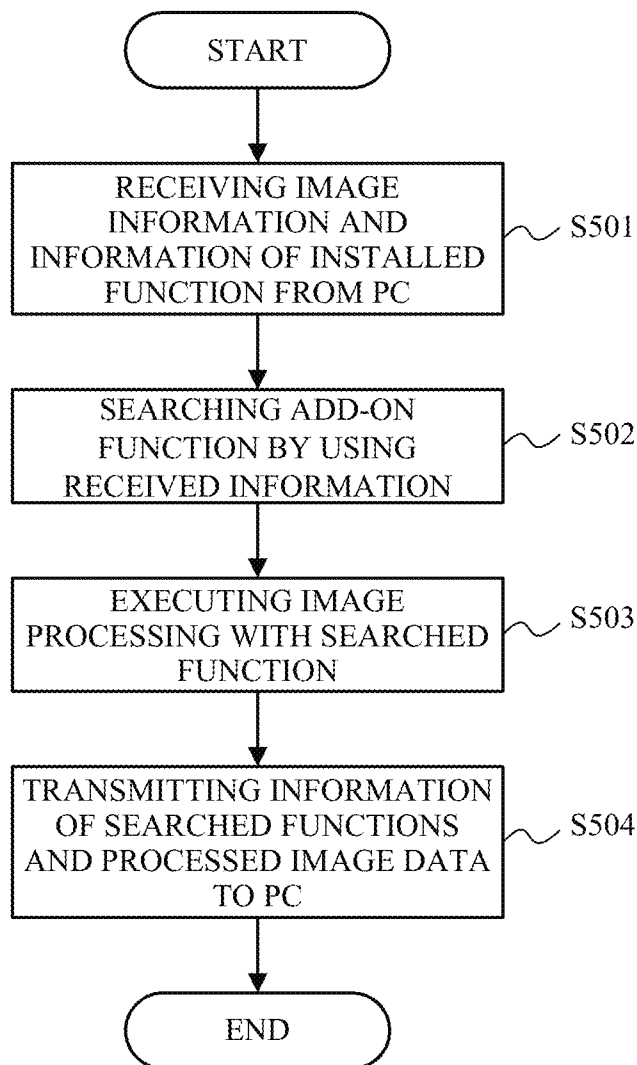 START
RECEIVING IMAGE
INFORMATION AND
INFORMATION OF INSTALLED
FUNCTION FROM PC
S501
SEARCHING ADD-ON
FUNCTION BY USING
RECEIVED INFORMATION
S502
EXECUTING IMAGE
PROCESSING WITH SEARCHED
FUNCTION
S503
TRANSMITTING INFORMATION
OF SEARCHED FUNCTIONS
AND PROCESSED IMAGE DATA
TO PC
S504
END